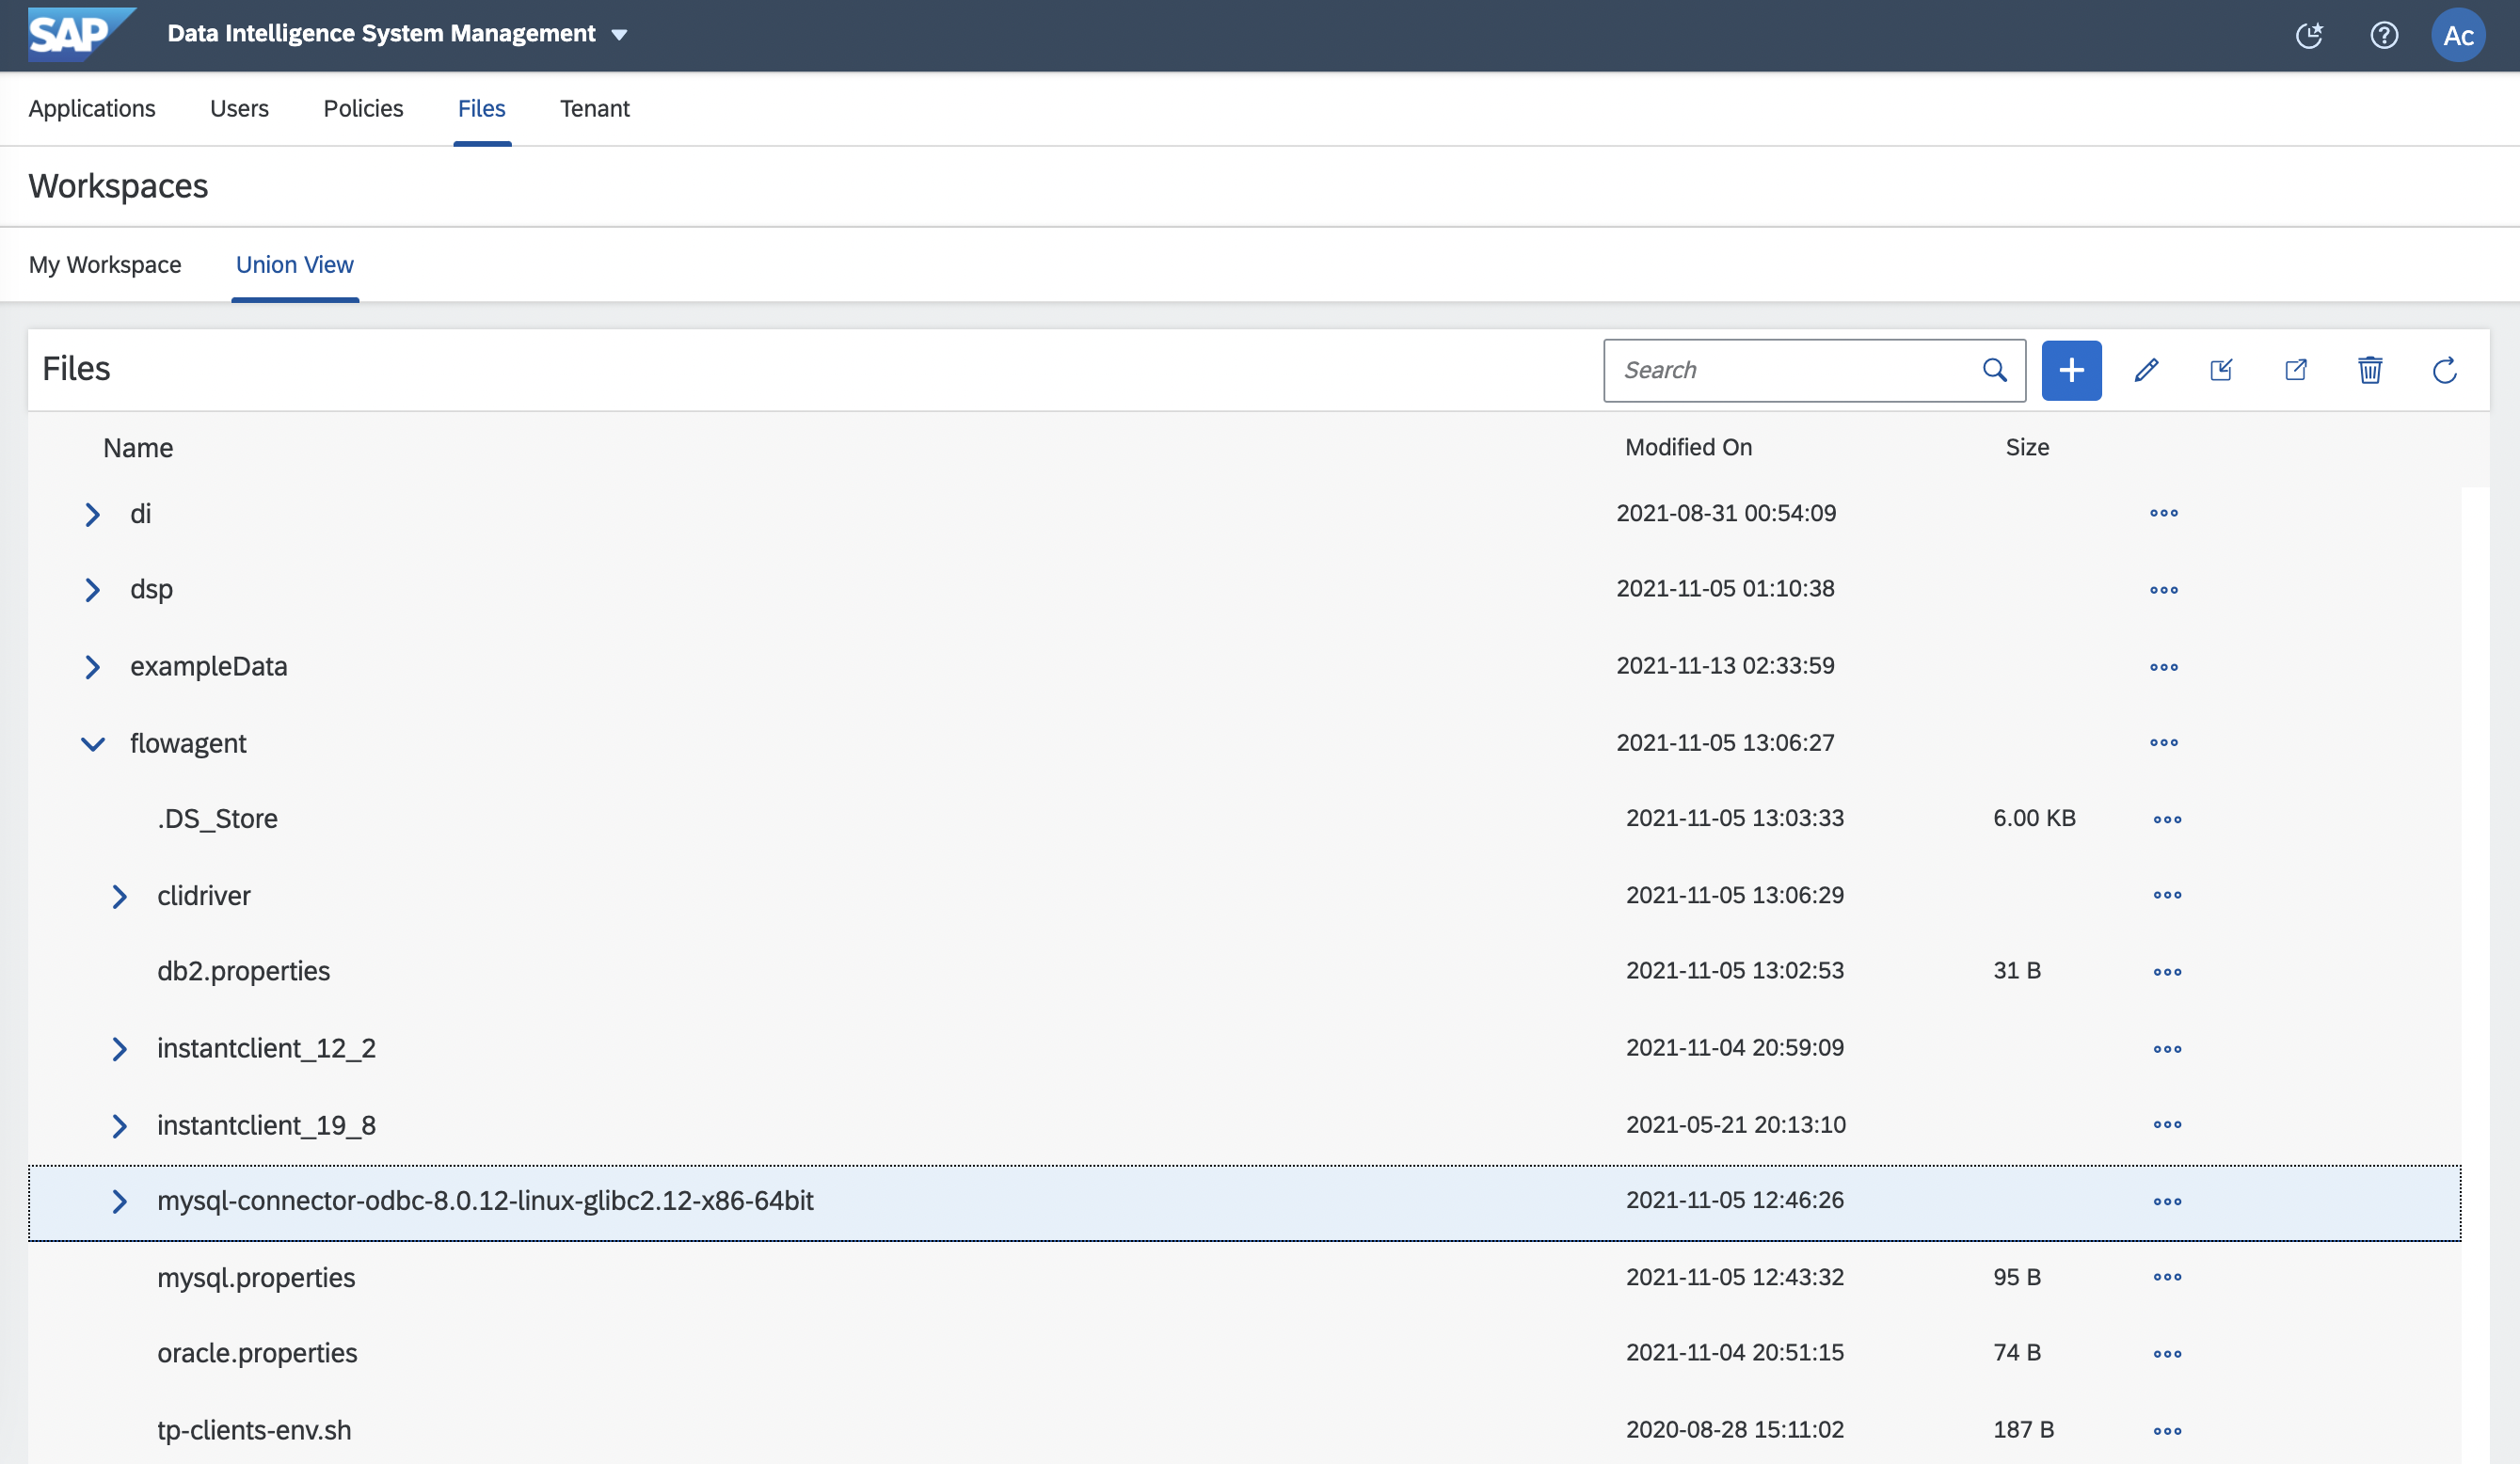 SAP Data Intelligence System Management Ac
Applications Users Policies Files Tenant
Workspaces
My Workspace Union View
Files Search
Name Modified On Size
di 2021-08-31 00:54:09
dsp 2021-11-05 01:10:38
exampleData 2021-11-13 02:33:59
flowagent 2021-11-05 13:06:27
.DS_Store 2021-11-05 13:03:33 6.00 KB
clidriver 2021-11-05 13:06:29
db2.properties 2021-11-05 13:02:53 31 B
instantclient_12_2 2021-11-04 20:59:09
instantclient_19_8 2021-05-21 20:13:10
mysql-connector-odbc-8.0.12-linux-glibc2.12-x86-64bit 2021-11-05 12:46:26
mysql.properties 2021-11-05 12:43:32 95 B
oracle.properties 2021-11-04 20:51:15 74 B
tp-clients-env.sh 2020-08-28 15:11:02 187 B